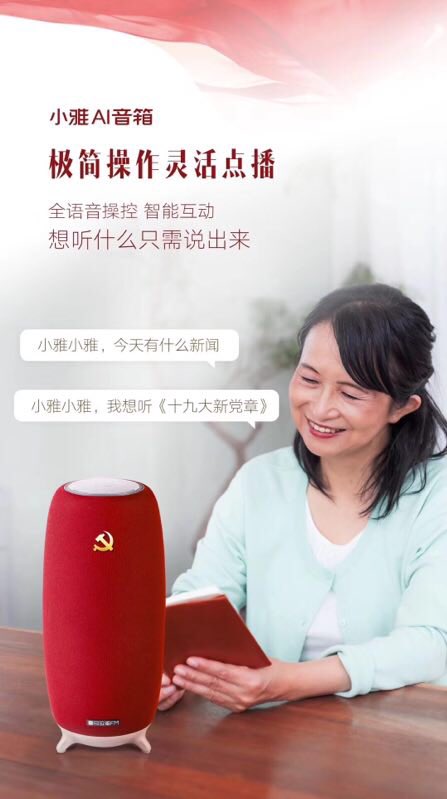 小雅AI音箱
极简操作灵活点播
全语音操控 智能互动
想听什么只需说出来
小雅小雅，今天有什么新闻
小雅小雅，我想听《十九大新党章》